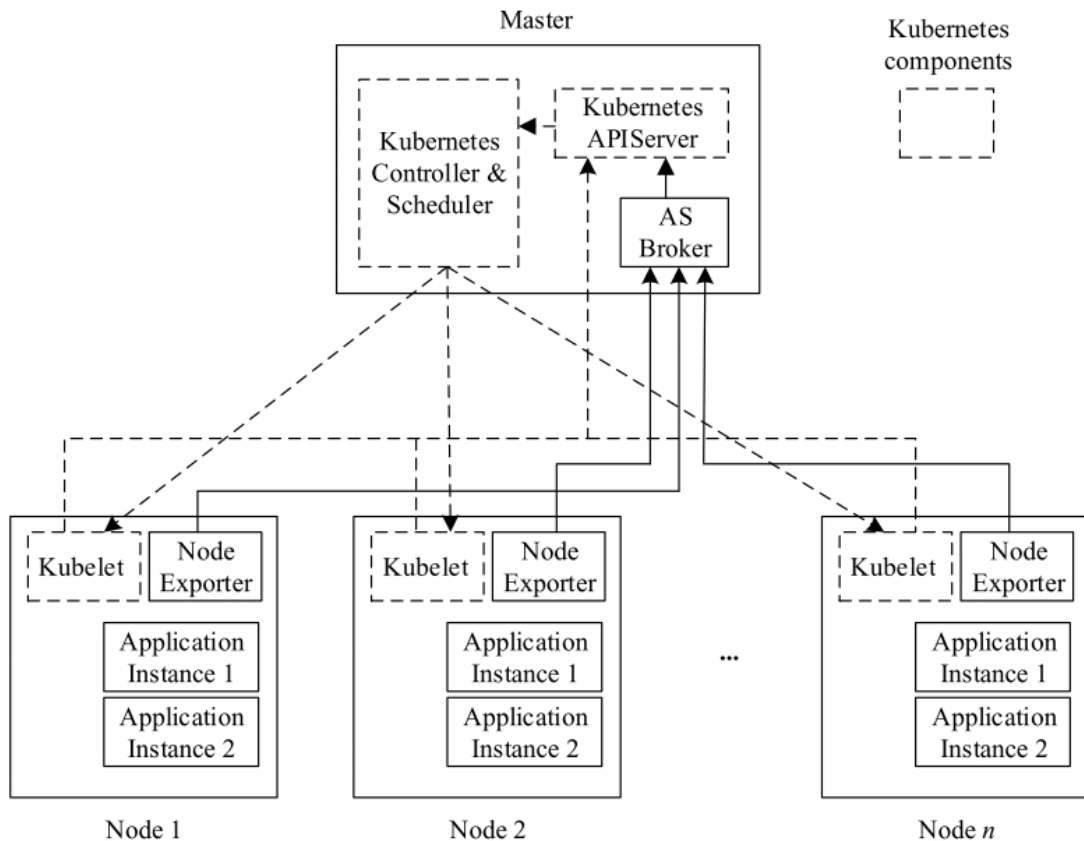 Master
Kubernetes
components
Kubernetes
Controller &
Scheduler
Kubernetes
APIServer
AS
Broker
Kubelet
Node
Exporter
Application
Instance 1
Application
Instance 2
Node 1
Kubelet
Node
Exporter
Application
Instance 1
Application
Instance 2
Node 2
...
Kubelet
Node
Exporter
Application
Instance 1
Application
Instance 2
Node n